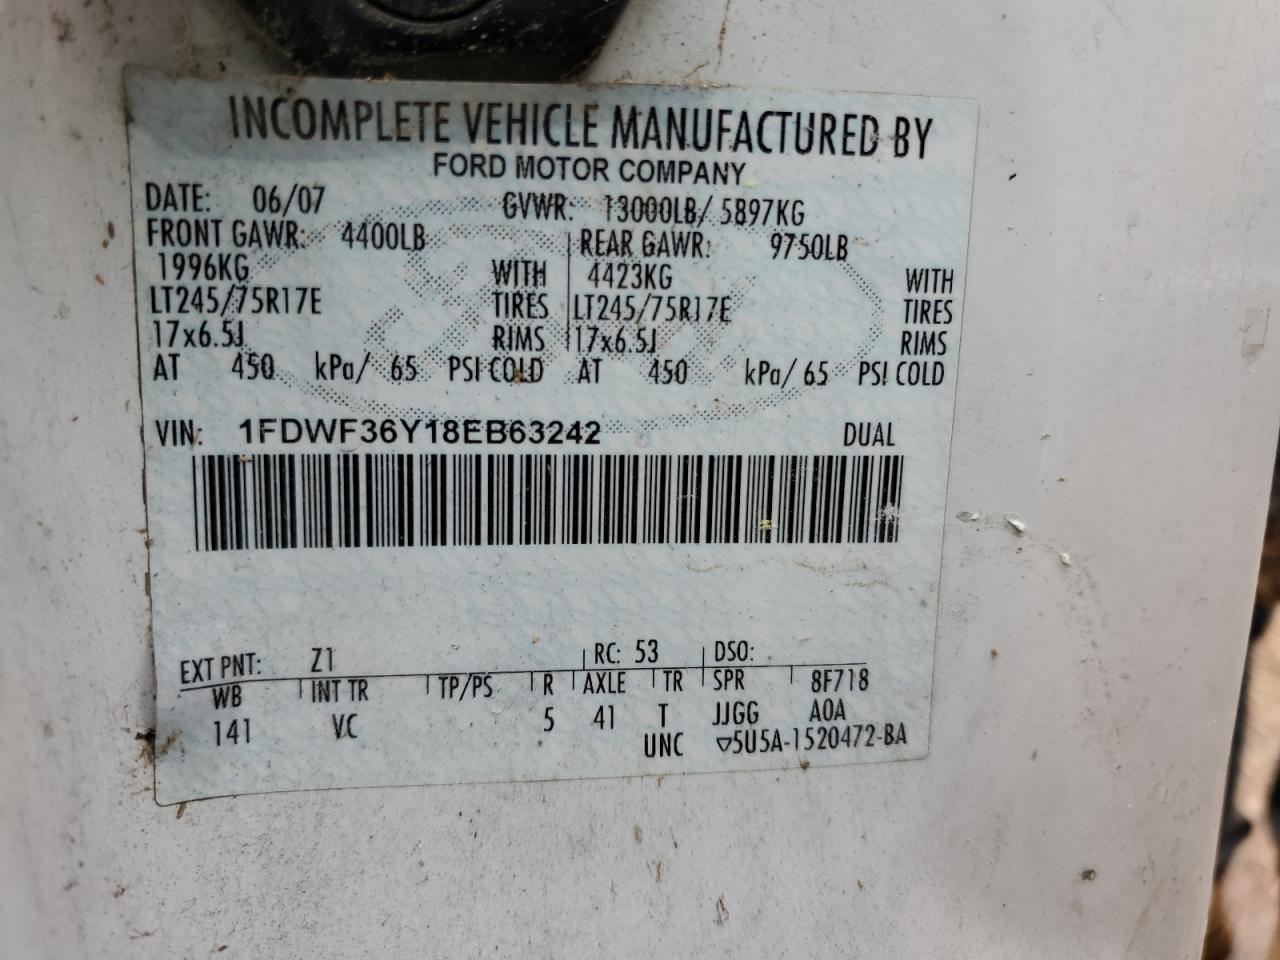 INCOMPLETE VEHICLE MANUFACTURED BY
FORD MOTOR COMPANY
DATE: 06/07 GVWR: 13000LB/ 5897KG
FRONT GAWR: 4400LB REAR GAWR: 9750LB
1996KG WITH 4423KG WITH
LT245/75R17E TIRES LT245/75R17E TIRES
17x6.5J RIMS 17x6.5J RIMS
AT 450 kPa/ 65 PSI COLD AT 450 kPa/ 65 PSI COLD
VIN: 1FDWF36Y18EB63242 DUAL
EXT PNT: Z1 RC: 53 DSO:
WB INT TR TP/PS R AXLE TR SPR 8F718
141 VC 5 41 T JJGG A0A
UNC ▽5U5A-1520472-BA